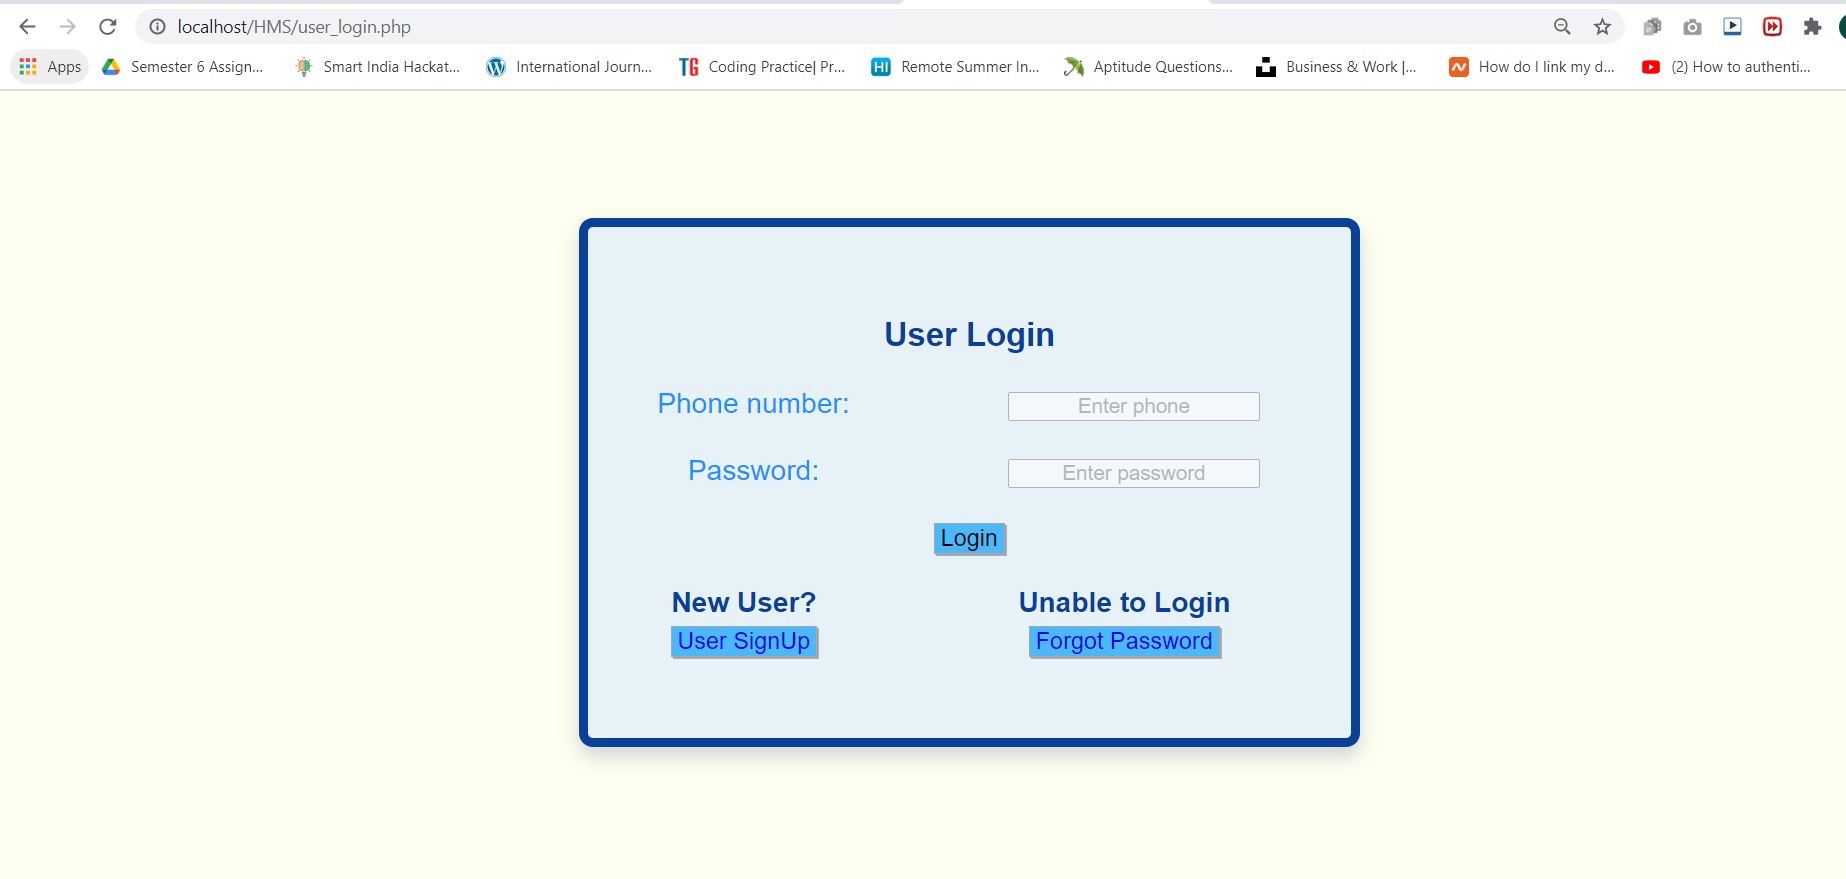 localhost/HMS/user_login.php
Apps Semester 6 Assign... Smart India Hackat... International Journ... TG Coding Practice| Pr... HI Remote Summer In... Aptitude Questions... Business & Work |... How do I link my d... (2) How to authenti...
User Login
Phone number: Enter phone
Password: Enter password
Login
New User? Unable to Login
User SignUp Forgot Password